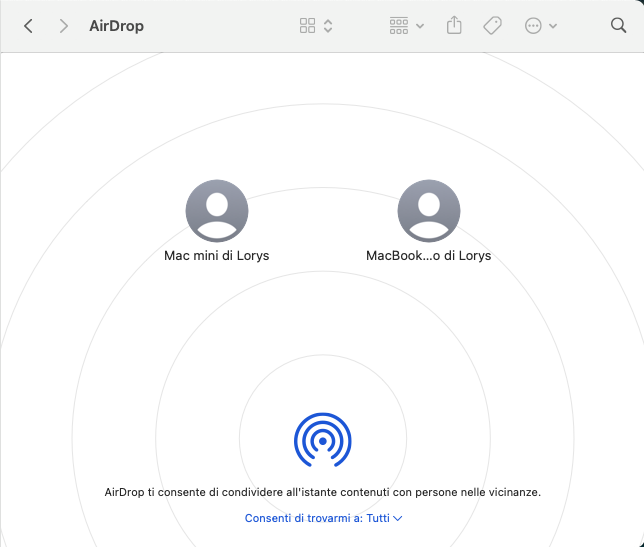 AirDrop
Mac mini di Lorys
MacBook...o di Lorys
AirDrop ti consente di condividere all'istante contenuti con persone nelle vicinanze.
Consenti di trovarmi a: Tutti